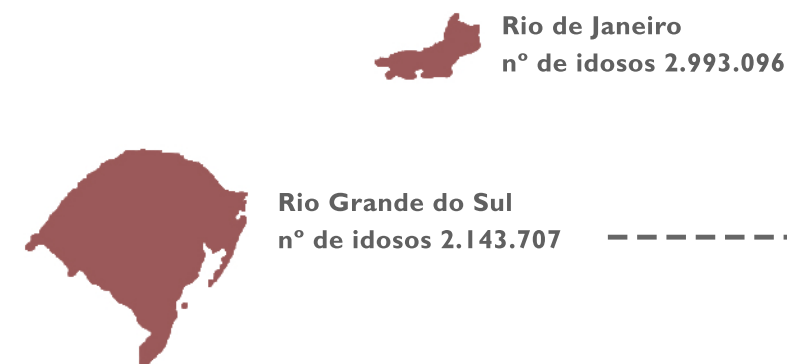 Rio de Janeiro
nº de idosos 2.993.096
Rio Grande do Sul
nº de idosos 2.143.707